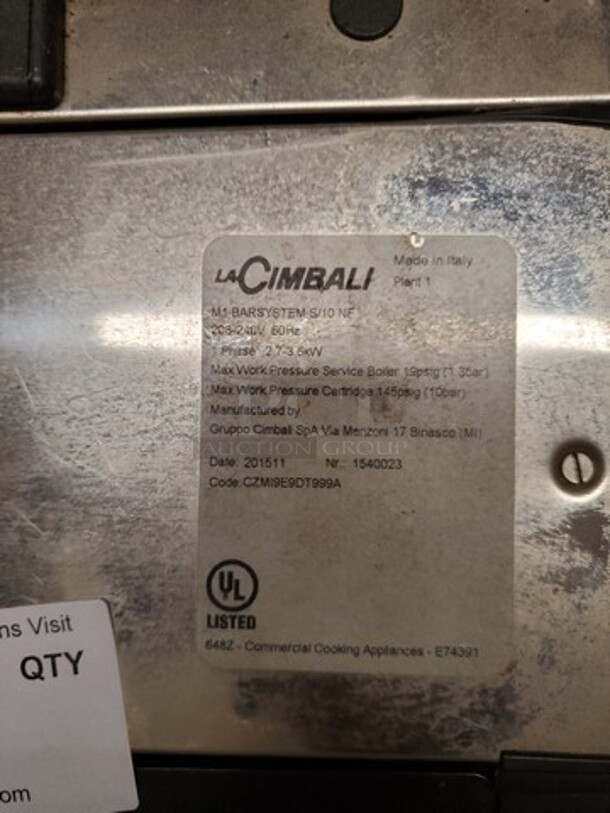 LA CIMBALI
Made in Italy
Plant 1
M1 BARSYSTEM S/10 NF
208-240V 60Hz
1 Phase 2.7-3.6kW
Max Work Pressure Service Boiler 19psig (1.3bar)
Max Work Pressure Cartridge 145psig (10bar)
Manufactured by
Gruppo Cimbali SpA Via Manzoni 17 Binasco (MI)
AUCTION GROUP
Date: 201511 Nr.: 1540023
Code: CZMI9E9DT999A
UL
LISTED
648Z - Commercial Cooking Appliances - E74391
ns Visit
QTY
om